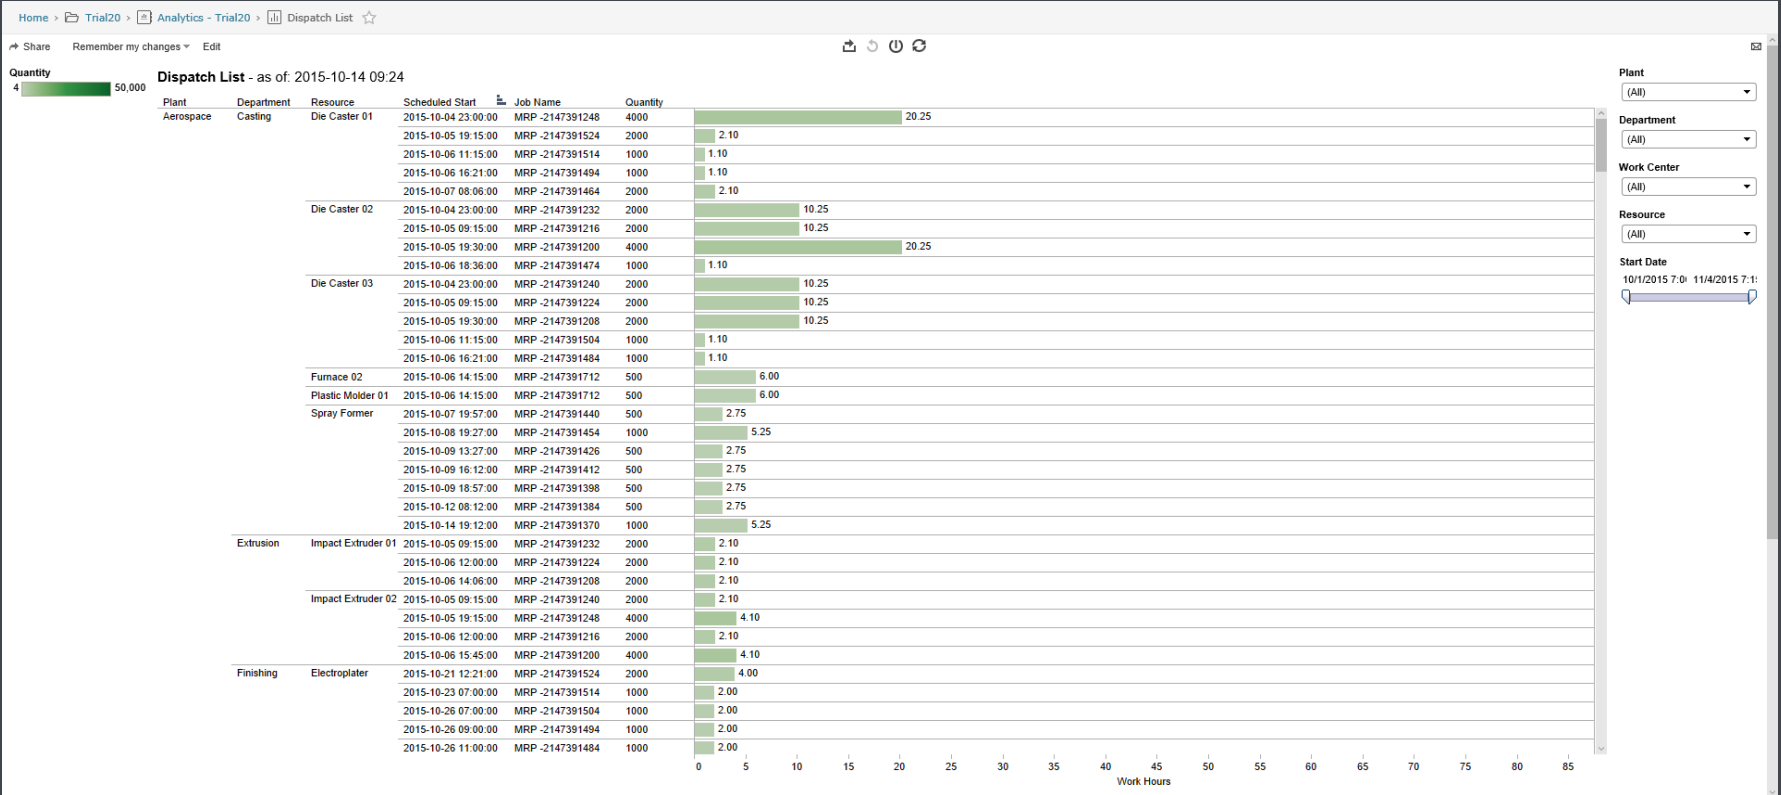 Home › Trial20 › Analytics - Trial20 › Dispatch List
Share Remember my changes Edit
Quantity
4 50,000
Dispatch List - as of: 2015-10-14 09:24
Plant Department Resource Scheduled Start Job Name Quantity
Aerospace Casting Die Caster 01 2015-10-04 23:00:00 MRP -2147391248 4000 20.25
2015-10-05 19:15:00 MRP -2147391524 2000 2.10
2015-10-06 11:15:00 MRP -2147391514 1000 1.10
2015-10-06 16:21:00 MRP -2147391494 1000 1.10
2015-10-07 08:06:00 MRP -2147391464 2000 2.10
Die Caster 02 2015-10-04 23:00:00 MRP -2147391232 2000 10.25
2015-10-05 09:15:00 MRP -2147391216 2000 10.25
2015-10-05 19:30:00 MRP -2147391200 4000 20.25
2015-10-06 18:36:00 MRP -2147391474 1000 1.10
Die Caster 03 2015-10-04 23:00:00 MRP -2147391240 2000 10.25
2015-10-05 09:15:00 MRP -2147391224 2000 10.25
2015-10-05 19:30:00 MRP -2147391208 2000 10.25
2015-10-06 11:15:00 MRP -2147391504 1000 1.10
2015-10-06 16:21:00 MRP -2147391484 1000 1.10
Furnace 02 2015-10-06 14:15:00 MRP -2147391712 500 6.00
Plastic Molder 01 2015-10-06 14:15:00 MRP -2147391712 500 6.00
Spray Former 2015-10-07 19:57:00 MRP -2147391440 500 2.75
2015-10-08 19:27:00 MRP -2147391454 1000 5.25
2015-10-09 13:27:00 MRP -2147391426 500 2.75
2015-10-09 16:12:00 MRP -2147391412 500 2.75
2015-10-09 18:57:00 MRP -2147391398 500 2.75
2015-10-12 08:12:00 MRP -2147391384 500 2.75
2015-10-14 19:12:00 MRP -2147391370 1000 5.25
Extrusion Impact Extruder 01 2015-10-05 09:15:00 MRP -2147391232 2000 2.10
2015-10-06 12:00:00 MRP -2147391224 2000 2.10
2015-10-06 14:06:00 MRP -2147391208 2000 2.10
Impact Extruder 02 2015-10-05 09:15:00 MRP -2147391240 2000 2.10
2015-10-05 19:15:00 MRP -2147391248 4000 4.10
2015-10-06 12:00:00 MRP -2147391216 2000 2.10
2015-10-06 15:45:00 MRP -2147391200 4000 4.10
Finishing Electroplater 2015-10-21 12:21:00 MRP -2147391524 2000 4.00
2015-10-23 07:00:00 MRP -2147391514 1000 2.00
2015-10-26 07:00:00 MRP -2147391504 1000 2.00
2015-10-26 09:00:00 MRP -2147391494 1000 2.00
2015-10-26 11:00:00 MRP -2147391484 1000 2.00
0 5 10 15 20 25 30 35 40 45 50 55 60 65 70 75 80 85
Work Hours
Plant
(All)
Department
(All)
Work Center
(All)
Resource
(All)
Start Date
10/1/2015 7:0 11/4/2015 7:1